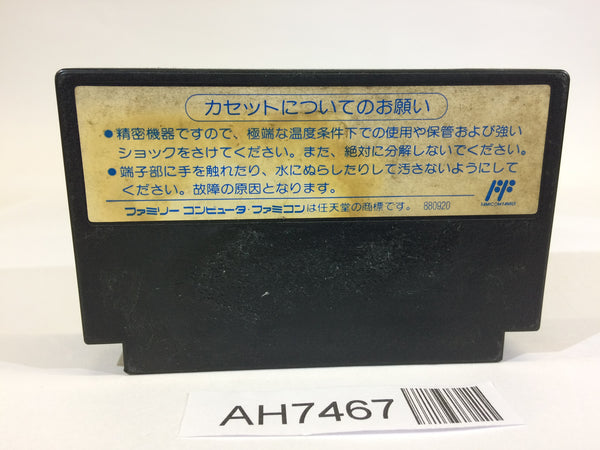 カセットについてのお願い
●精密機器ですので、極端な温度条件下での使用や保管および強い
ショックをさけてください。また、絶対に分解しないでください。
●端子部に手を触れたり、水にぬらしたりして汚さないようにして
ください。故障の原因となります。
ファミリー コンピュータ・ファミコンは任天堂の商標です。 880920
AH7467